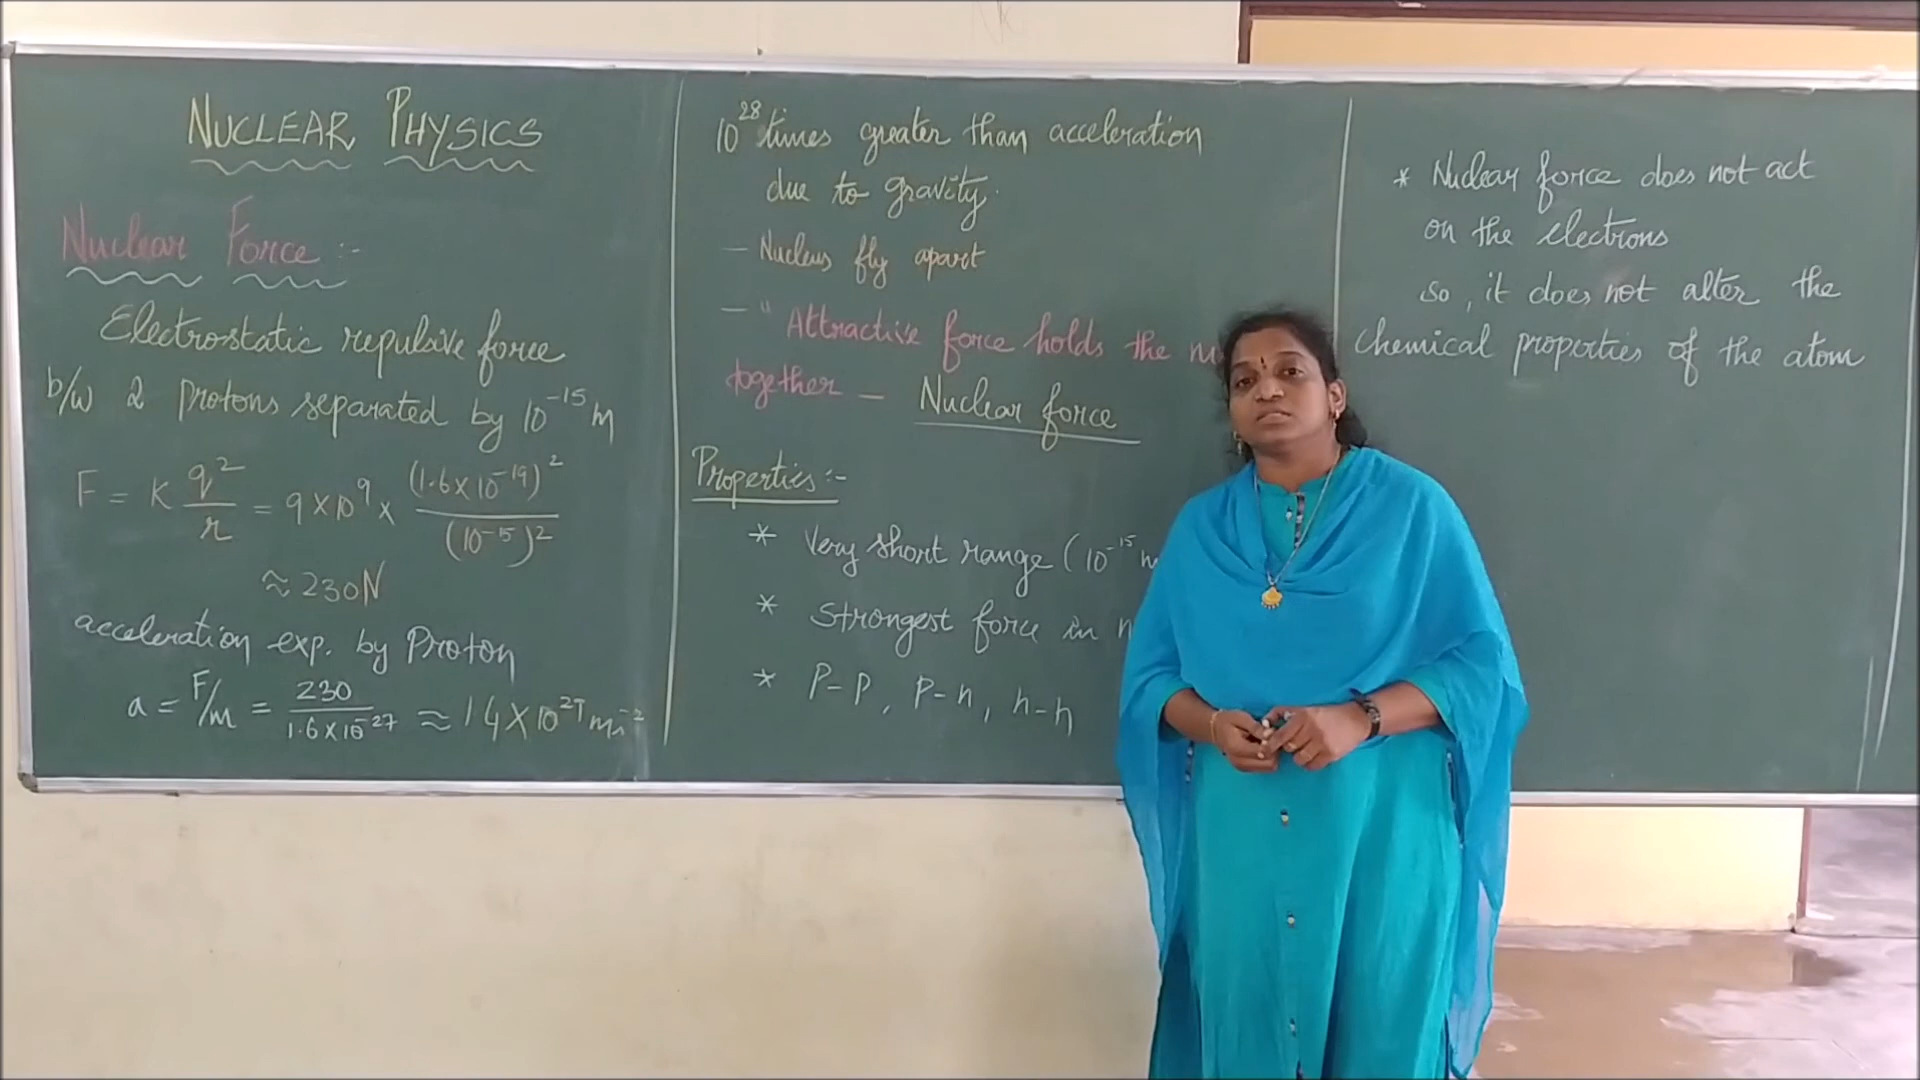 NUCLEAR PHYSICS
Nuclear Force :-
Electrostatic repulsive force
b/w 2 protons separated by 10⁻¹⁵ m
F = K q²/r = 9 × 10⁹ × (1.6 × 10⁻¹⁹)²/(10⁻¹⁵)²
≈ 230N
acceleration exp. by Proton
a = F/m = 230/1.6 × 10⁻²⁷ ≈ 14 × 10²⁷ ms⁻²
10²⁸ times greater than acceleration
due to gravity.
– Nucleus fly apart
– " Attractive force holds the
together – Nuclear force
Properties :-
* Very short range (10⁻¹⁵ m
* Strongest force in
* P-P, P-n, n-n
* Nuclear force does not act
on the electrons
so, it does not alter the
chemical properties of the atom